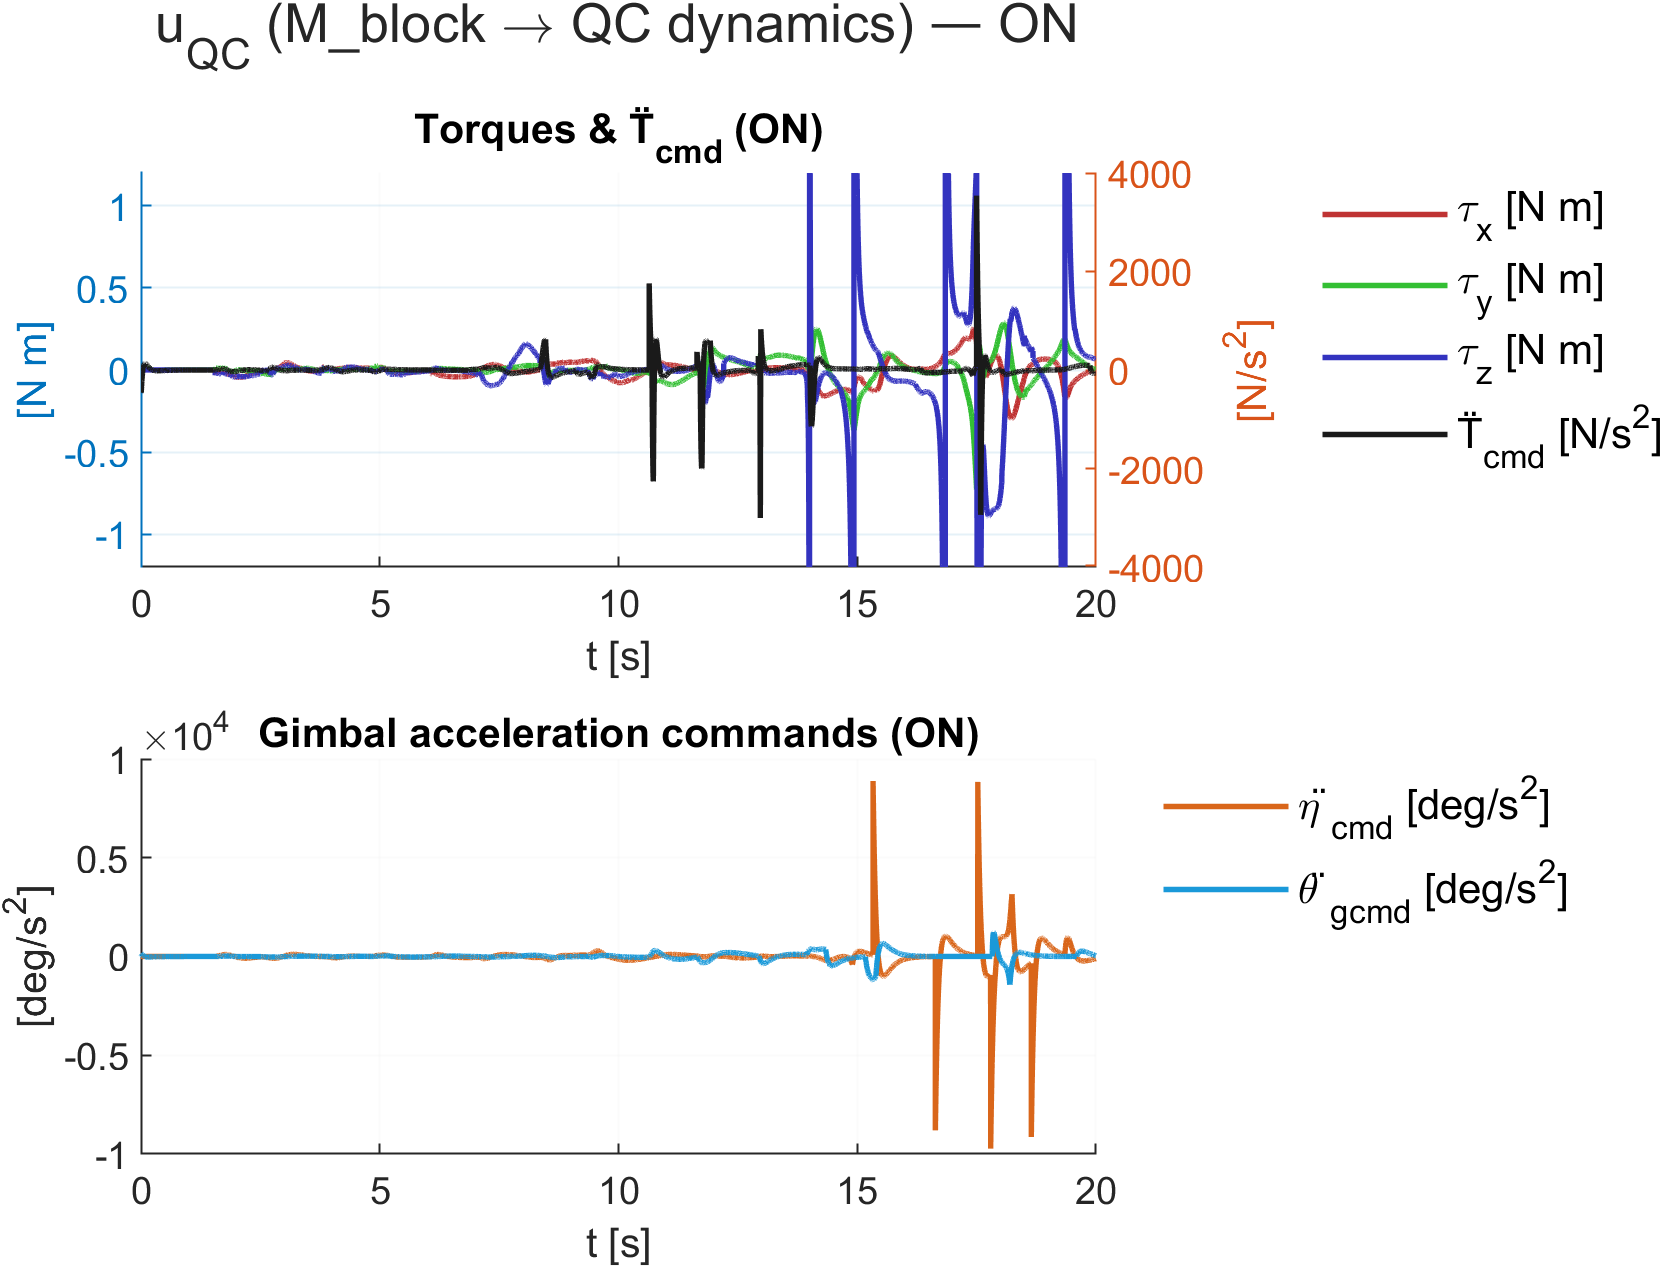 u_QC (M_block → QC dynamics) — ON
Torques & T̈_cmd (ON)
1
0.5
0
-0.5
-1
[N m]
4000
2000
0
-2000
-4000
[N/s²]
0 5 10 15 20
t [s]
τ_x [N m]
τ_y [N m]
τ_z [N m]
T̈_cmd [N/s²]
×10⁴
Gimbal acceleration commands (ON)
1
0.5
0
-0.5
-1
[deg/s²]
0 5 10 15 20
t [s]
η̈_cmd [deg/s²]
θ̈_gcmd [deg/s²]